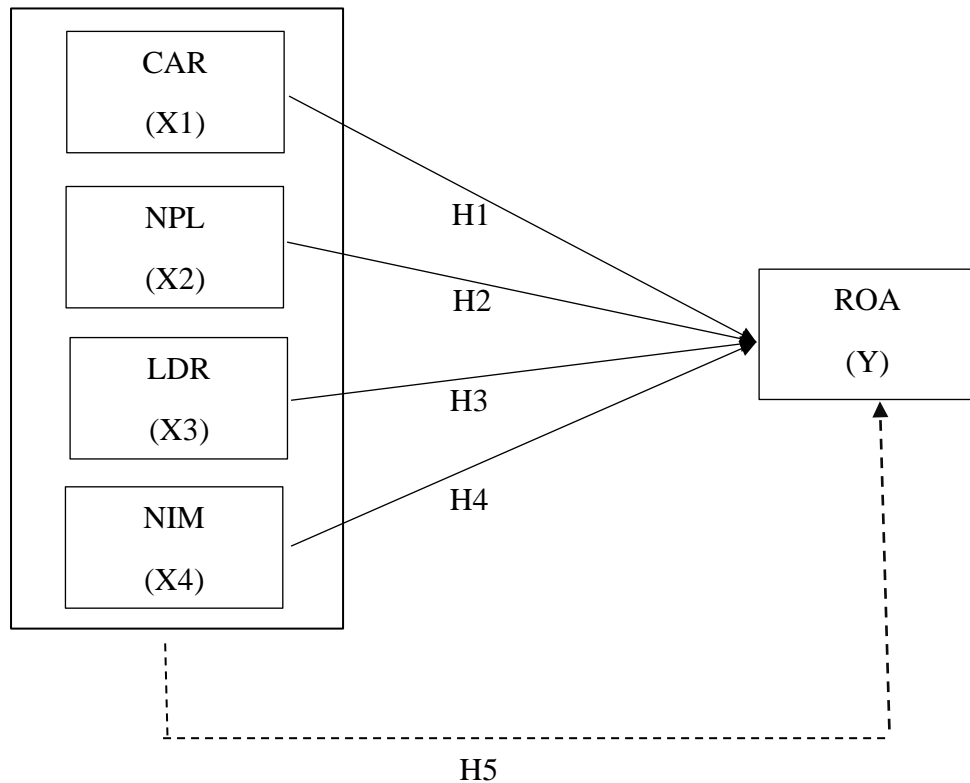 CAR
(X1)
NPL
(X2)
LDR
(X3)
NIM
(X4)
H1
H2
H3
H4
ROA
(Y)
H5